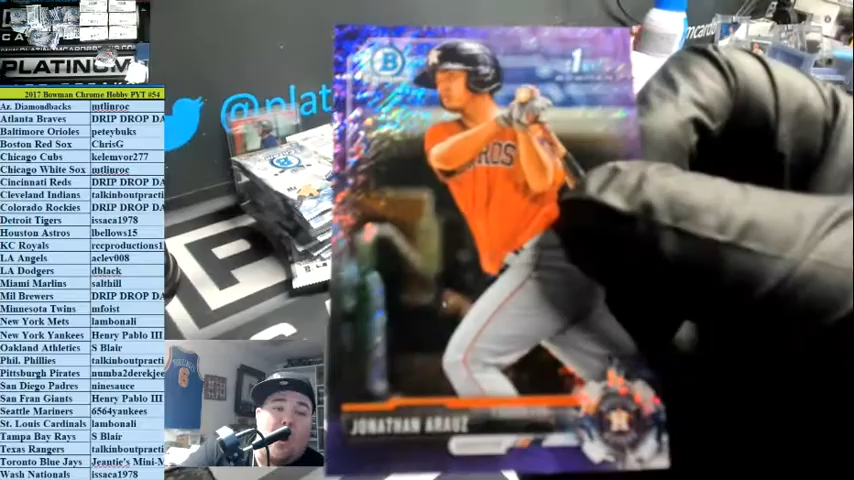 PLATINUM
2017 Bowman Chrome Hobby PYT #54
Az. Diamondbacks mtlinroc
Atlanta Braves DRIP DROP DA
Baltimore Orioles peteybuks
Boston Red Sox ChrisG
Chicago Cubs kelemvor277
Chicago White Sox mtlinroc
Cincinnati Reds DRIP DROP DA
Cleveland Indians talkinboutpracti
Colorado Rockies DRIP DROP DA
Detroit Tigers issaca1978
Houston Astros lbellows15
KC Royals rccproductions1
LA Angels aclev008
LA Dodgers dblack
Miami Marlins salthill
Mil Brewers DRIP DROP DA
Minnesota Twins mfoist
New York Mets lambonali
New York Yankees Henry Pablo III
Oakland Athletics S Blair
Phil. Phillies talkinboutpracti
Pittsburgh Pirates numba2derekjee
San Diego Padres ninesauce
San Fran Giants Henry Pablo III
Seattle Mariners 6564yankees
St. Louis Cardinals lambonali
Tampa Bay Rays S Blair
Texas Rangers talkinboutpracti
Toronto Blue Jays Jeantie's Mini-M
Wash Nationals issaca1978
@plat
B
1st
ROS
JONATHAN ARAUZ